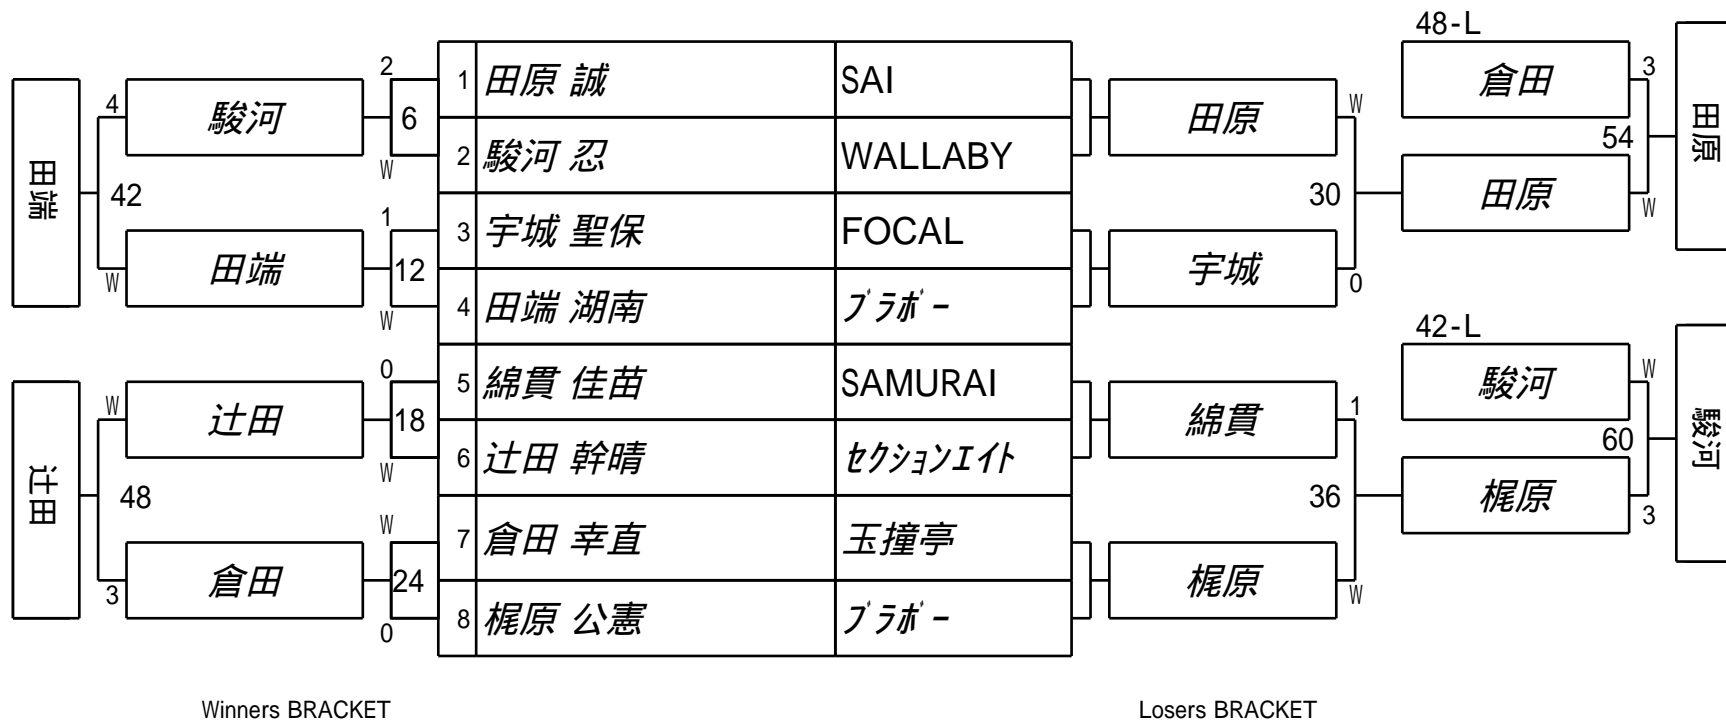 48-L
2 1 田原 誠 SAI 倉田 3
4 駿河 6 田原 W 田原
W 2 駿河 忍 WALLABY 54
田端 42 30 田原 W
1 3 宇城 聖保 FOCAL
W 田端 12 宇城 0
W 4 田端 湖南 ブラボー
42-L
0 5 綿貫 佳苗 SAMURAI 駿河 W
W 辻田 18 綿貫 1 駿河
W 6 辻田 幹晴 セクションエイト 60
辻田 48 36 梶原 3
W 7 倉田 幸直 玉撞亭
3 倉田 24 梶原 W
0 8 梶原 公憲 ブラボー
Winners BRACKET Losers BRACKET